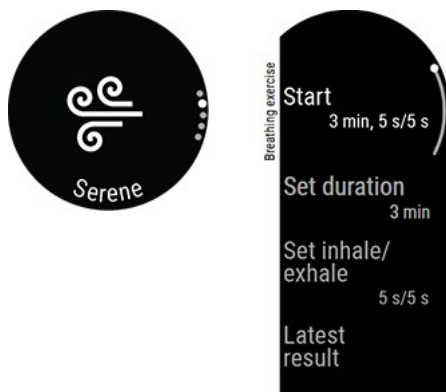 Serene
Breathing exercise
Start
3 min, 5 s/5 s
Set duration
3 min
Set inhale/
exhale
5 s/5 s
Latest
result